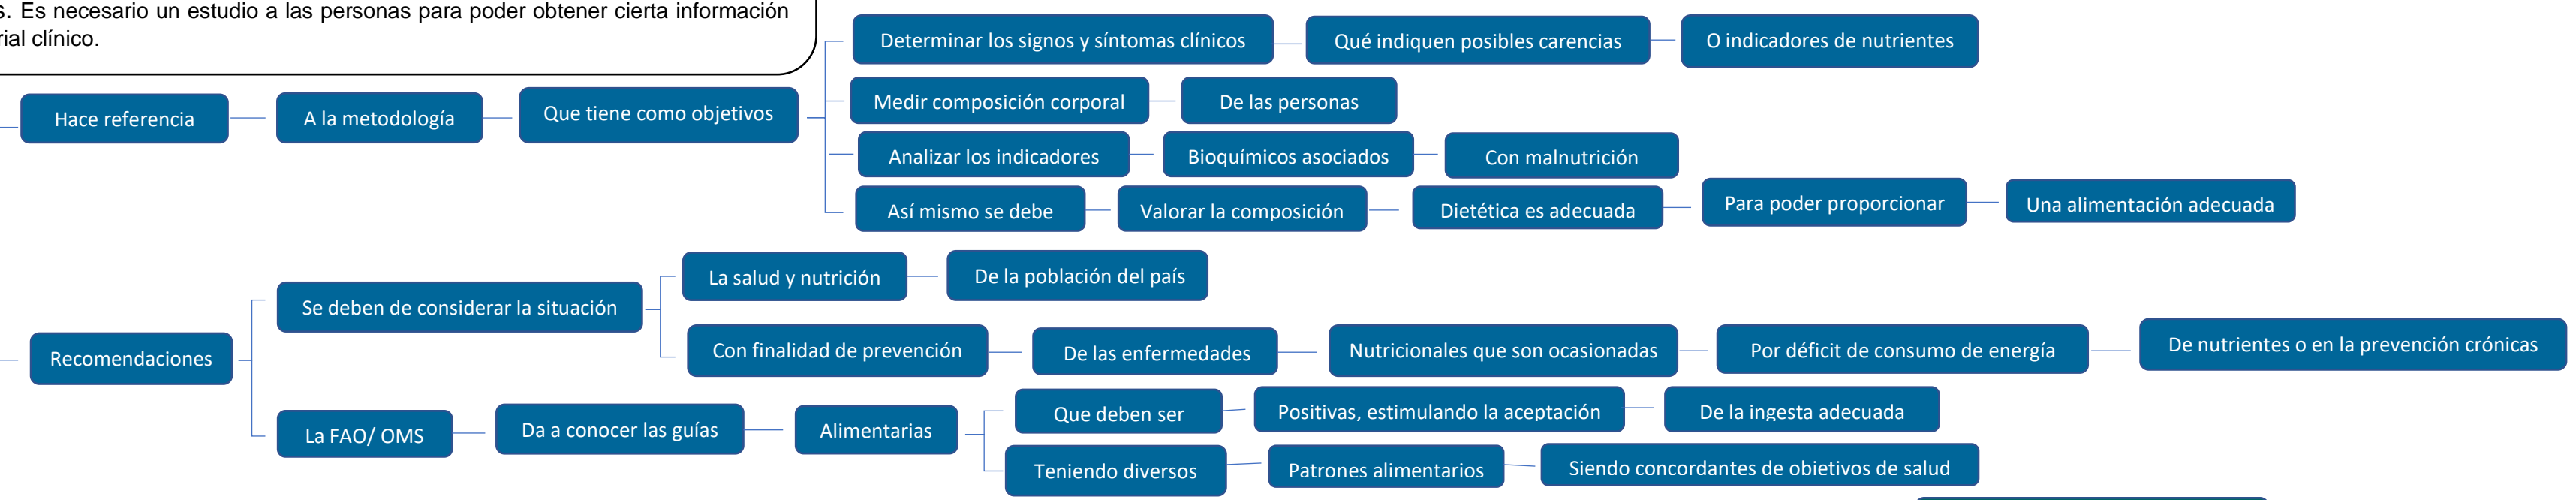 s. Es necesario un estudio a las personas para poder obtener cierta información
rial clínico.
Hace referencia
A la metodología
Que tiene como objetivos
Determinar los signos y síntomas clínicos
Qué indiquen posibles carencias
O indicadores de nutrientes
Medir composición corporal
De las personas
Analizar los indicadores
Bioquímicos asociados
Con malnutrición
Así mismo se debe
Valorar la composición
Dietética es adecuada
Para poder proporcionar
Una alimentación adecuada
Recomendaciones
Se deben de considerar la situación
La salud y nutrición
De la población del país
Con finalidad de prevención
De las enfermedades
Nutricionales que son ocasionadas
Por déficit de consumo de energía
De nutrientes o en la prevención crónicas
La FAO/ OMS
Da a conocer las guías
Alimentarias
Que deben ser
Positivas, estimulando la aceptación
De la ingesta adecuada
Teniendo diversos
Patrones alimentarios
Siendo concordantes de objetivos de salud